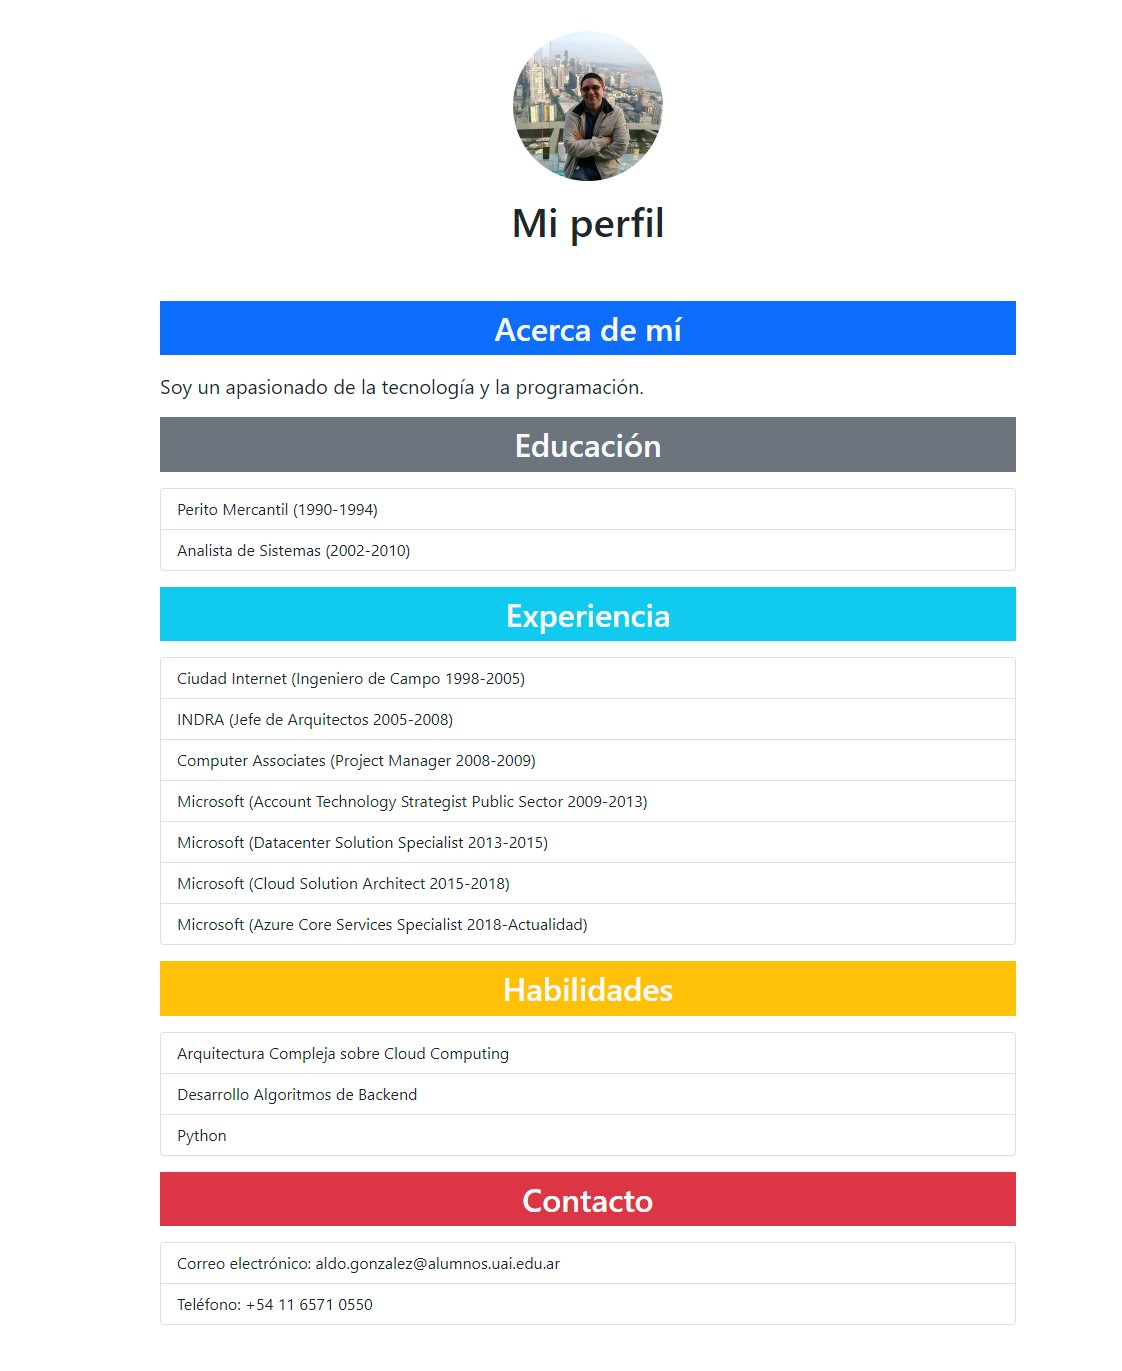 Mi perfil
Acerca de mí
Soy un apasionado de la tecnología y la programación.
Educación
Perito Mercantil (1990-1994)
Analista de Sistemas (2002-2010)
Experiencia
Ciudad Internet (Ingeniero de Campo 1998-2005)
INDRA (Jefe de Arquitectos 2005-2008)
Computer Associates (Project Manager 2008-2009)
Microsoft (Account Technology Strategist Public Sector 2009-2013)
Microsoft (Datacenter Solution Specialist 2013-2015)
Microsoft (Cloud Solution Architect 2015-2018)
Microsoft (Azure Core Services Specialist 2018-Actualidad)
Habilidades
Arquitectura Compleja sobre Cloud Computing
Desarrollo Algoritmos de Backend
Python
Contacto
Correo electrónico: aldo.gonzalez@alumnos.uai.edu.ar
Teléfono: +54 11 6571 0550